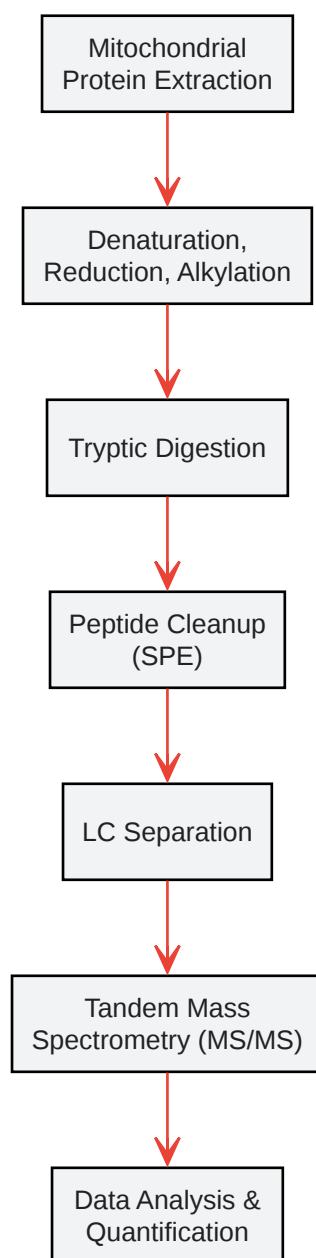 Mitochondrial
Protein Extraction
Denaturation,
Reduction, Alkylation
Tryptic Digestion
Peptide Cleanup
(SPE)
LC Separation
Tandem Mass
Spectrometry (MS/MS)
Data Analysis &
Quantification